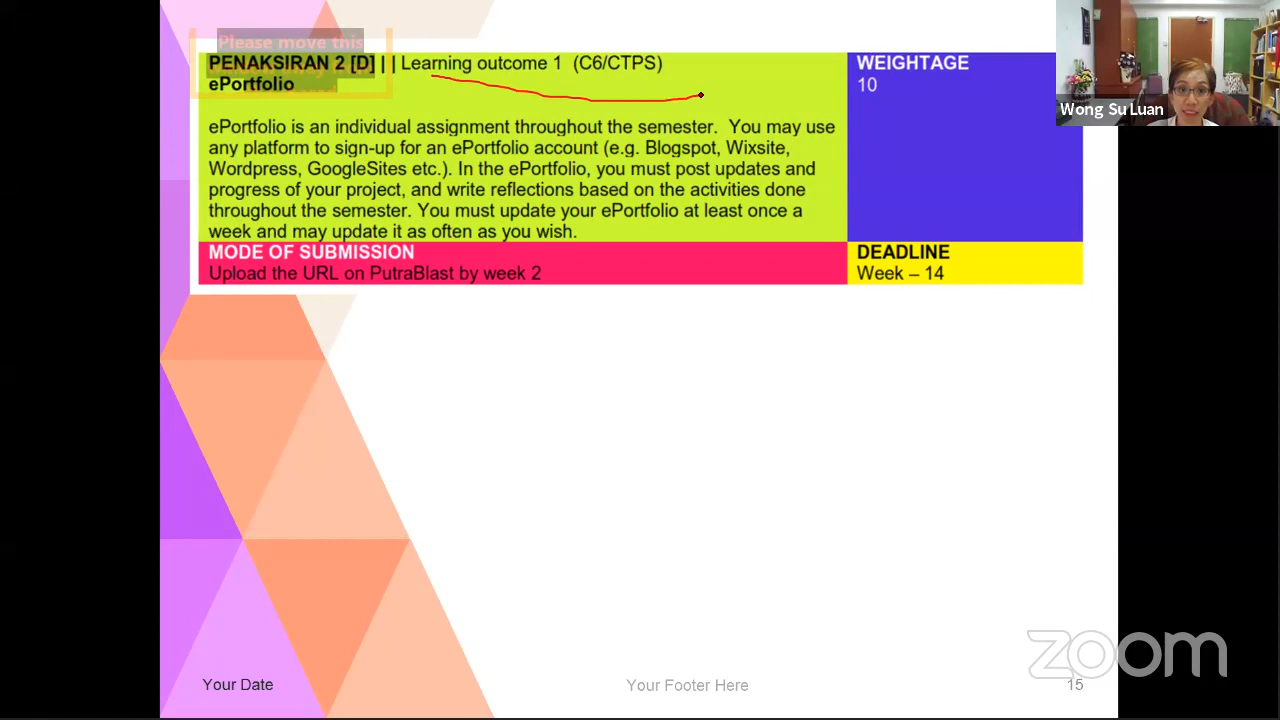 Please move this
PENAKSIRAN 2 [D] | | Learning outcome 1 (C6/CTPS)
ePortfolio
ePortfolio is an individual assignment throughout the semester. You may use
any platform to sign-up for an ePortfolio account (e.g. Blogspot, Wixsite,
Wordpress, GoogleSites etc.). In the ePortfolio, you must post updates and
progress of your project, and write reflections based on the activities done
throughout the semester. You must update your ePortfolio at least once a
week and may update it as often as you wish.
WEIGHTAGE
10
MODE OF SUBMISSION
Upload the URL on PutraBlast by week 2
DEADLINE
Week – 14
Wong Su Luan
zoom
Your Date
Your Footer Here
15